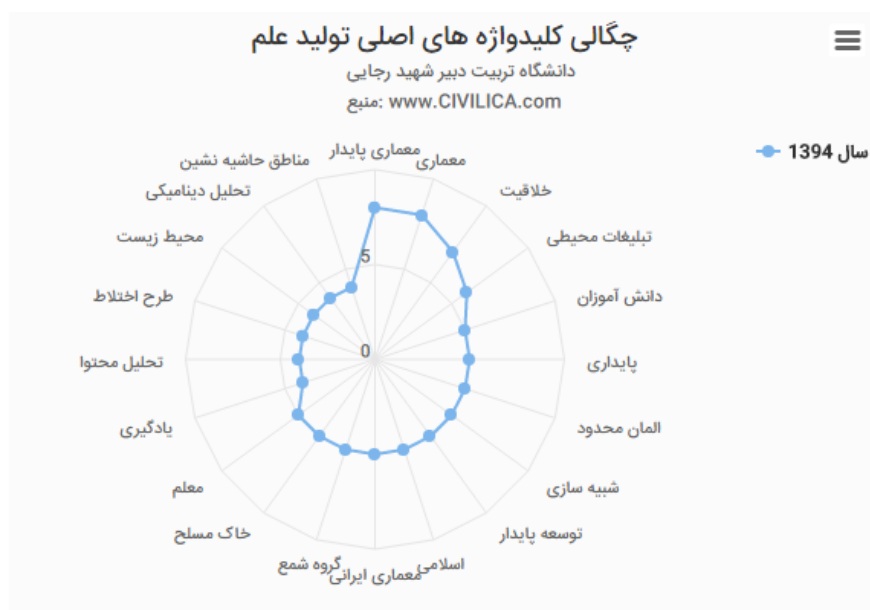 چگالی کلیدواژه های اصلی تولید علم
دانشگاه تربیت دبیر شهید رجایی
منبع: www.CIVILICA.com
سال 1394
معماری پایدار
معماری
خلاقیت
تبلیغات محیطی
دانش آموزان
پایداری
المان محدود
شبیه سازی
توسعه پایدار
اسلامی
معماری ایرانی
گروه شمع
خاک مسلح
معلم
یادگیری
تحلیل محتوا
طرح اختلاط
محیط زیست
تحلیل دینامیکی
مناطق حاشیه نشین
5
0